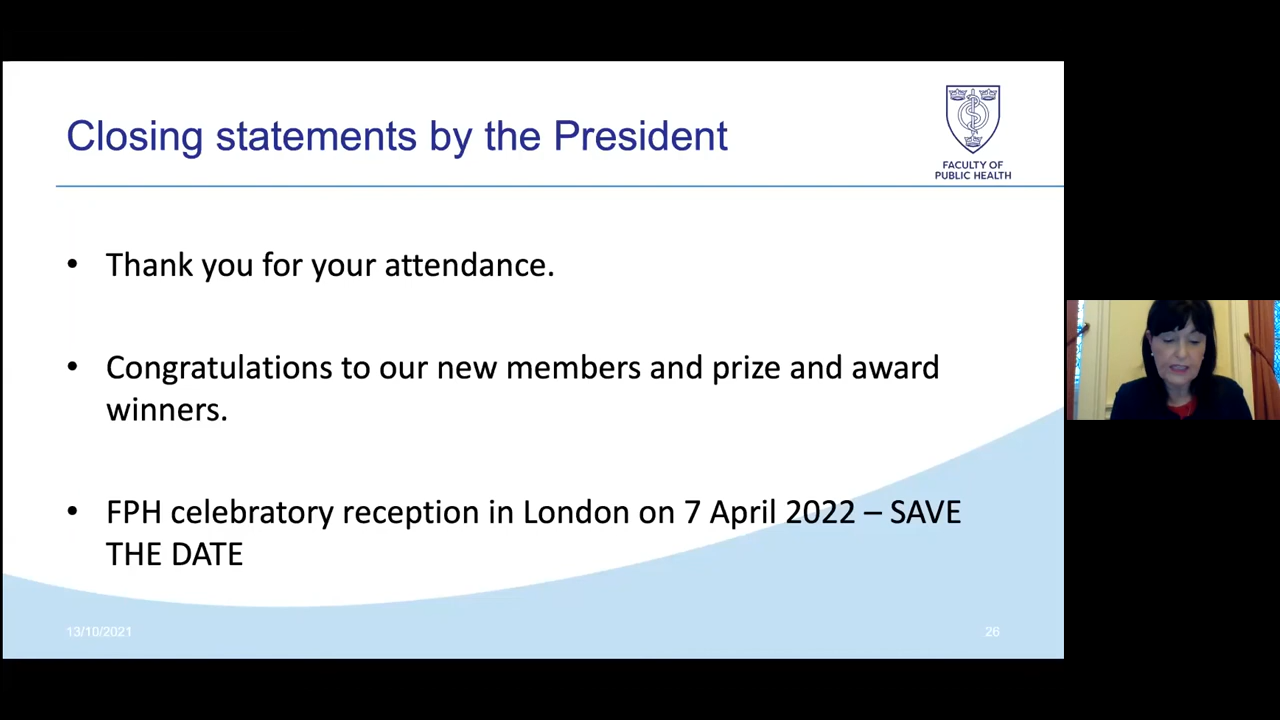 Closing statements by the President
FACULTY OF
PUBLIC HEALTH
• Thank you for your attendance.
• Congratulations to our new members and prize and award
winners.
• FPH celebratory reception in London on 7 April 2022 – SAVE
THE DATE
13/10/2021
26